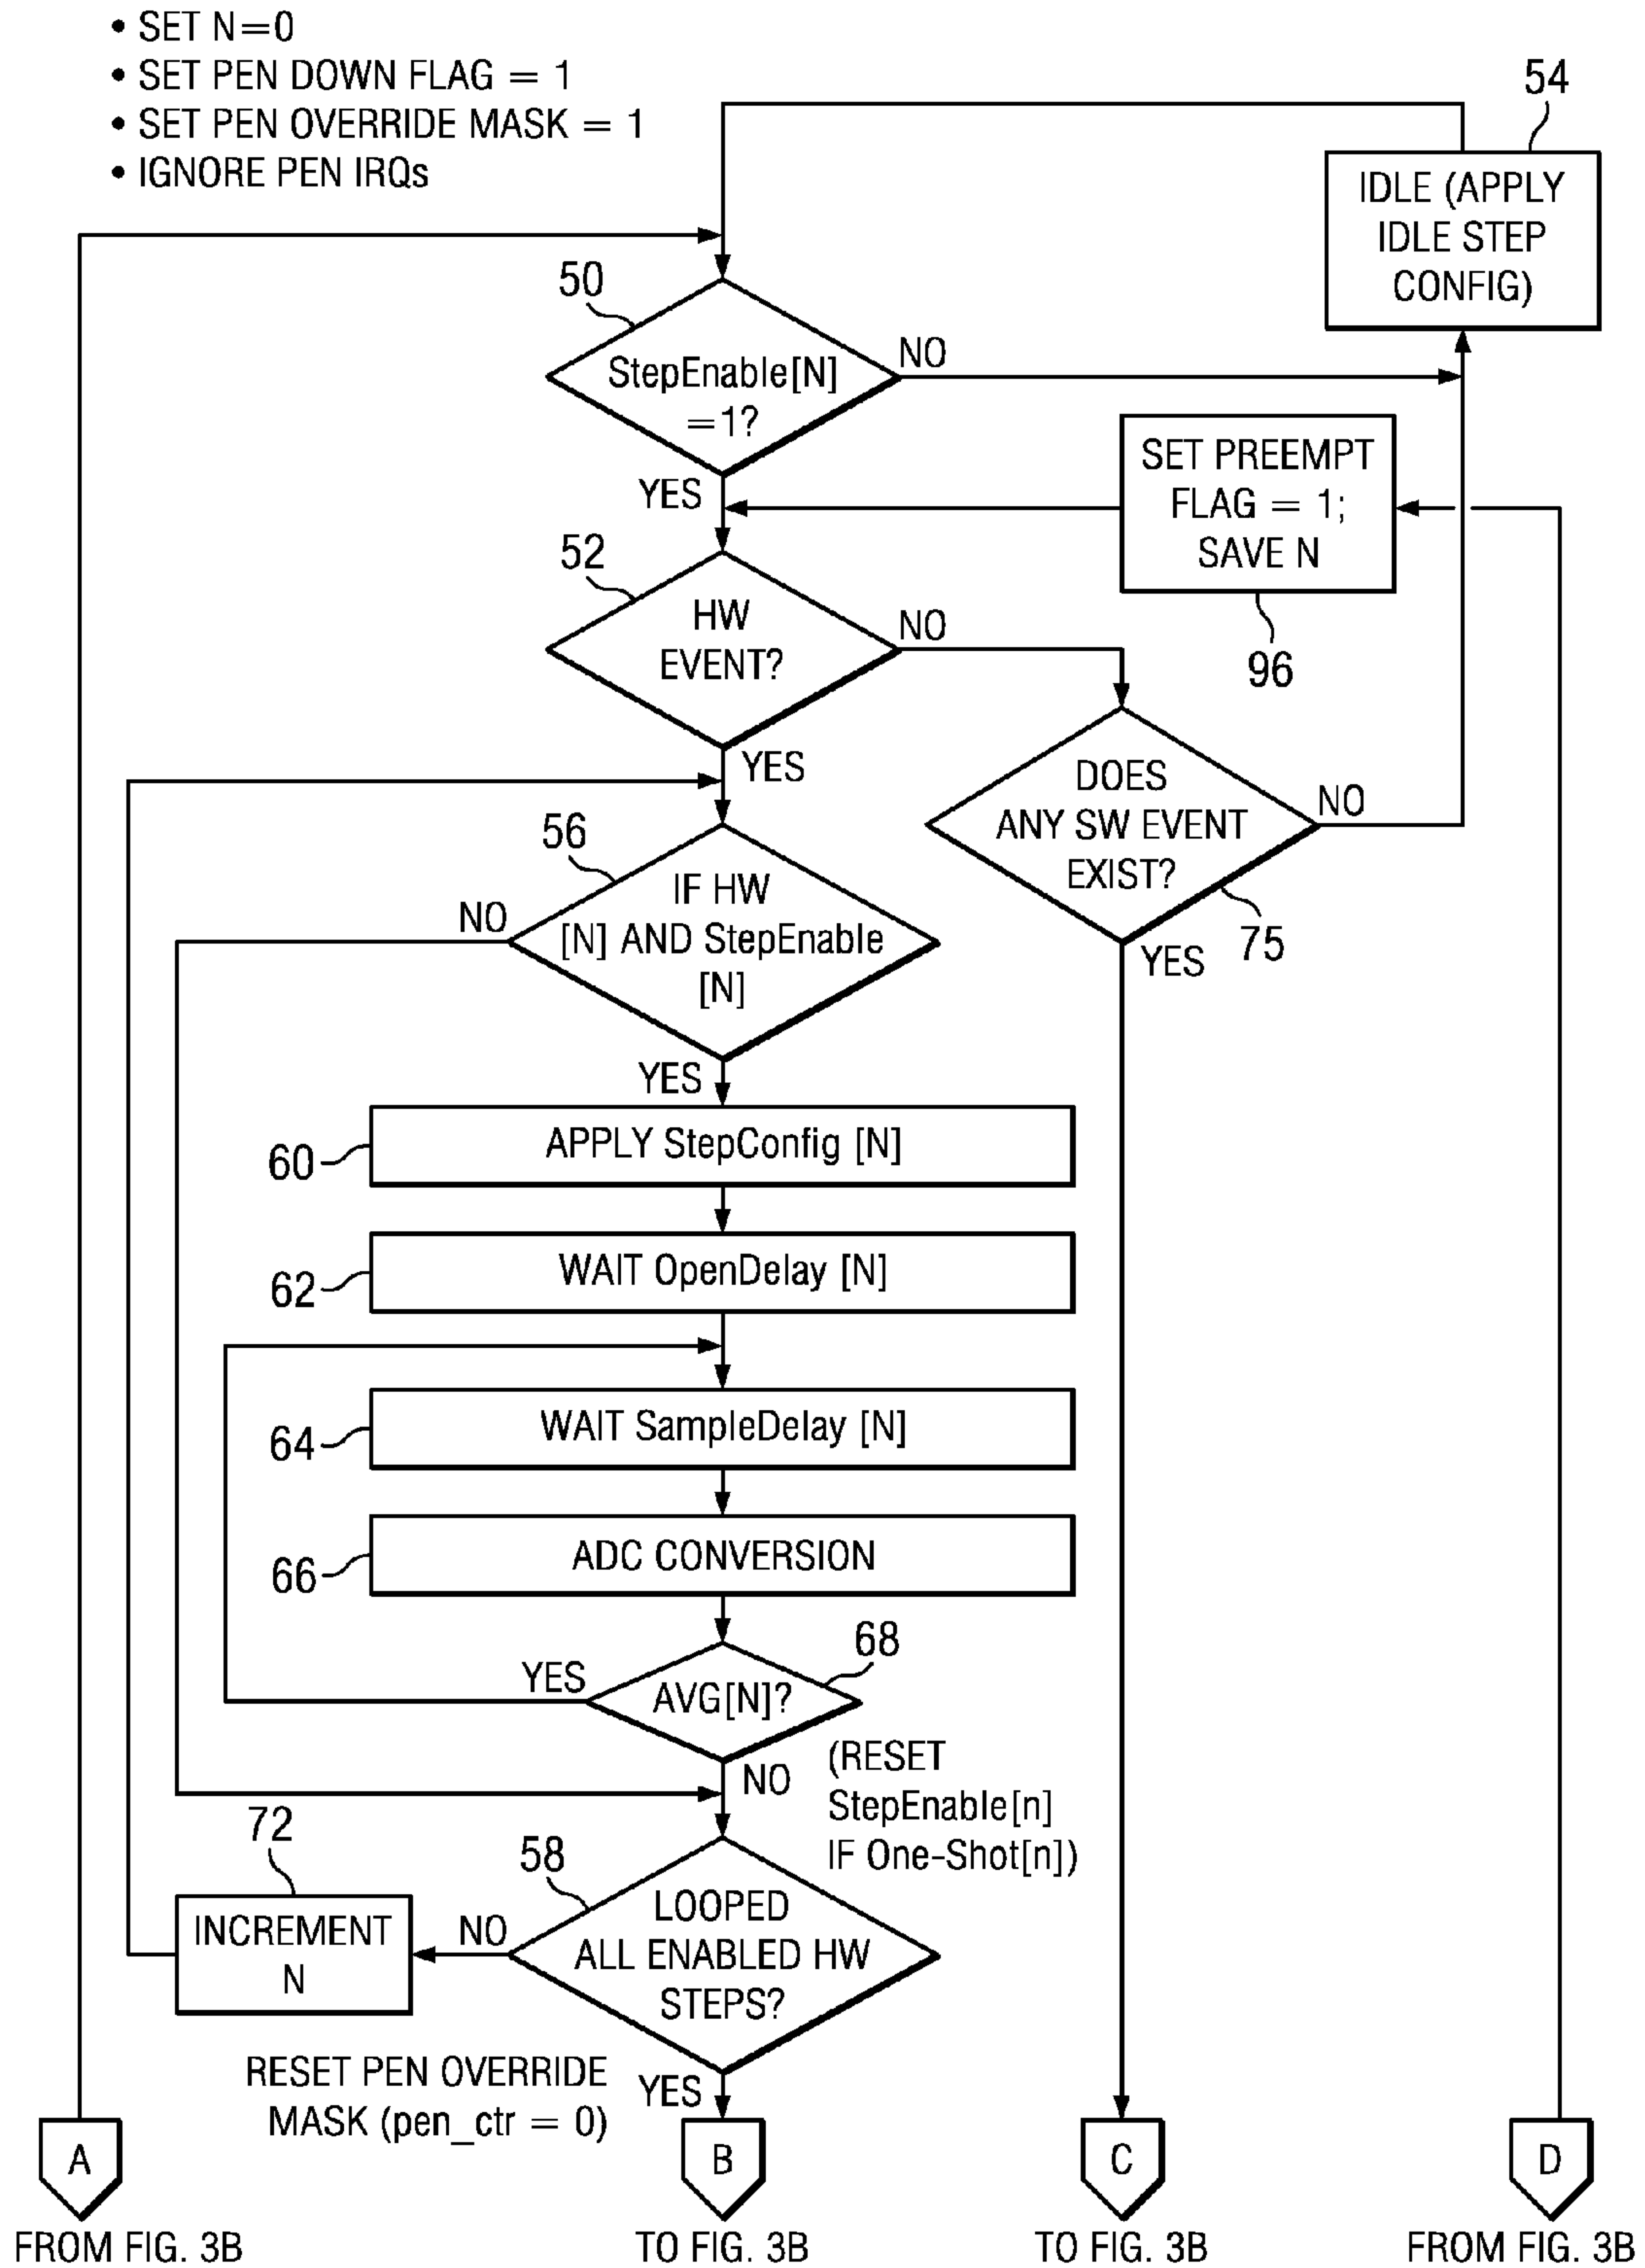 • SET N=0
• SET PEN DOWN FLAG = 1
• SET PEN OVERRIDE MASK = 1
• IGNORE PEN IRQs
54
IDLE (APPLY
IDLE STEP
CONFIG)
50
StepEnable[N]
=1?
NO
YES
SET PREEMPT
FLAG = 1;
SAVE N
96
52
HW
EVENT?
NO
YES
DOES
ANY SW EVENT
EXIST?
NO
75
YES
56
IF HW
[N] AND StepEnable
[N]
NO
YES
60
APPLY StepConfig [N]
62
WAIT OpenDelay [N]
64
WAIT SampleDelay [N]
66
ADC CONVERSION
68
AVG[N]?
YES
NO
(RESET
StepEnable[n]
IF One-Shot[n])
72
INCREMENT
N
58
LOOPED
ALL ENABLED HW
STEPS?
NO
YES
RESET PEN OVERRIDE
MASK (pen_ctr = 0)
A
B
C
D
FROM FIG. 3B
TO FIG. 3B
TO FIG. 3B
FROM FIG. 3B